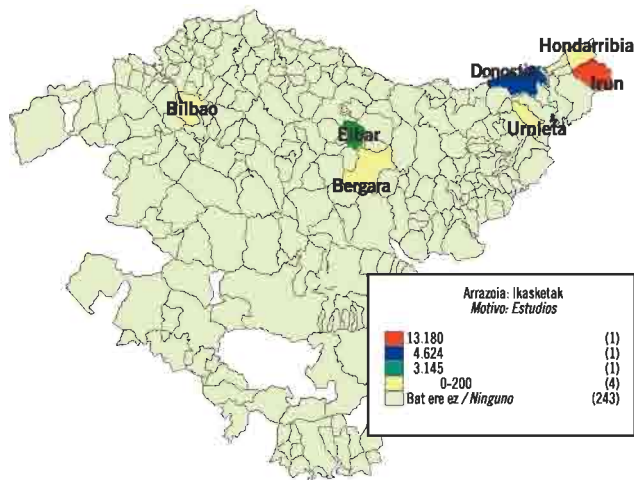 Hondarribia
Donostia
Irun
Bilbao
Eibar
Urnieta
Bergara
Arrazoia: Ikasketak
Motivo: Estudios
13.180 (1)
4.624 (1)
3.145 (1)
0-200 (4)
Bat ere ez / Ninguno (243)